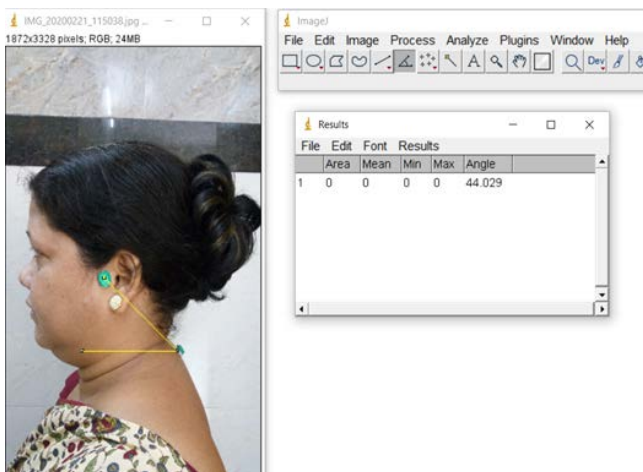 IMG_20200221_115038.jpg ...
1872x3328 pixels; RGB; 24MB
ImageJ
File Edit Image Process Analyze Plugins Window Help
A Dev
Results
File Edit Font Results
Area Mean Min Max Angle
1 0 0 0 0 44.029